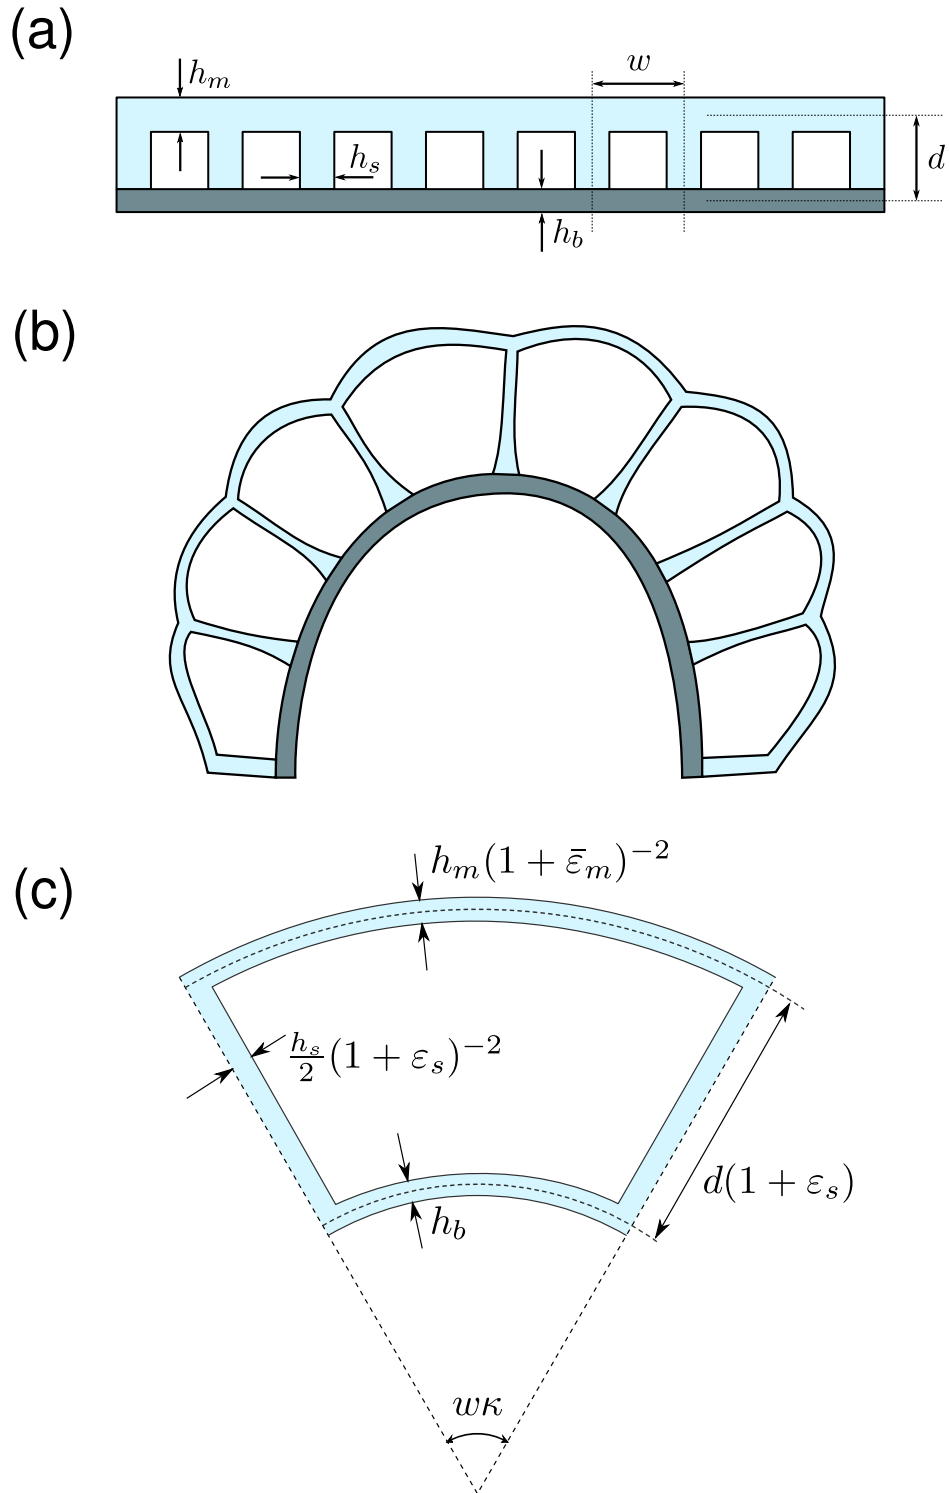 (a)
w
h_m
h_s
d
h_b
(b)
(c)
h_m(1 + ε̄_m)^{-2}
\frac{h_s}{2}(1 + ε_s)^{-2}
d(1 + ε_s)
h_b
wκ